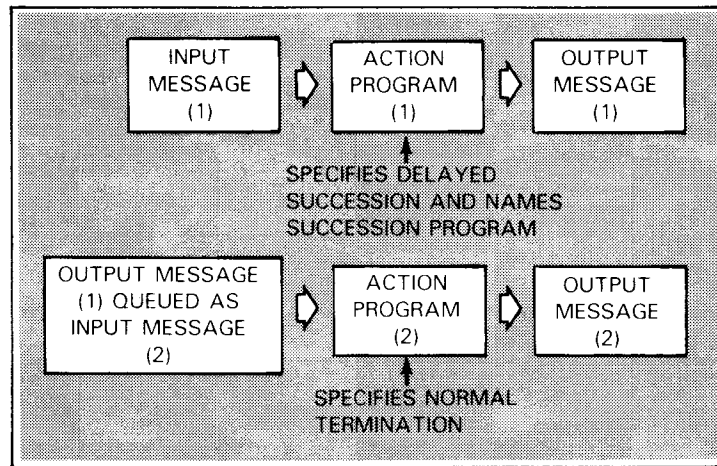 INPUT
MESSAGE
(1)
ACTION
PROGRAM
(1)
OUTPUT
MESSAGE
(1)
SPECIFIES DELAYED
SUCCESSION AND NAMES
SUCCESSION PROGRAM
OUTPUT MESSAGE
(1) QUEUED AS
INPUT MESSAGE
(2)
ACTION
PROGRAM
(2)
OUTPUT
MESSAGE
(2)
SPECIFIES NORMAL
TERMINATION